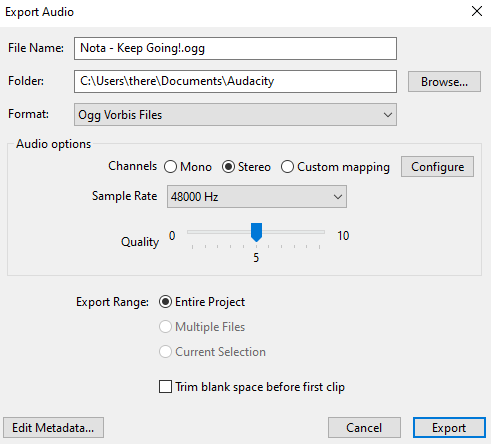 Export Audio
File Name: Nota - Keep Going!.ogg
Folder: C:\Users\there\Documents\Audacity Browse...
Format: Ogg Vorbis Files
Audio options
Channels Mono Stereo Custom mapping Configure
Sample Rate 48000 Hz
Quality 0 10
5
Export Range: Entire Project
Multiple Files
Current Selection
Trim blank space before first clip
Edit Metadata... Cancel Export